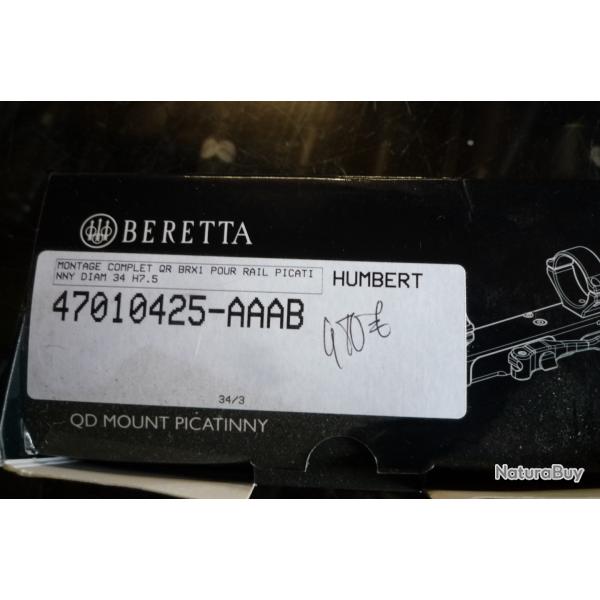 BERETTA
MONTAGE COMPLET QR BRX1 POUR RAIL PICATI
NNY DIAM 34 H7.5
HUMBERT
47010425-AAAB
980€
34/3
QD MOUNT PICATINNY
NaturaBuy